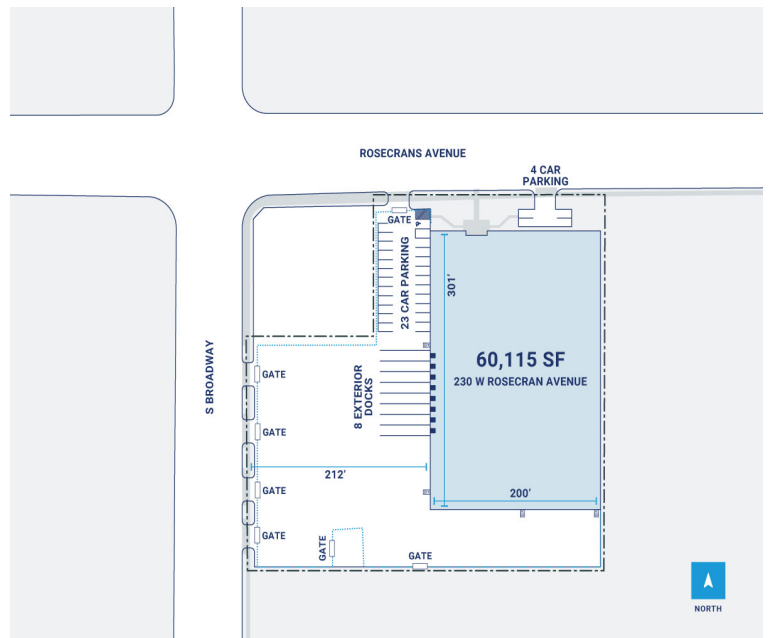 ROSECRANS AVENUE
4 CAR
PARKING
GATE
23 CAR PARKING
301'
60,115 SF
230 W ROSECRAN AVENUE
S BROADWAY
GATE
8 EXTERIOR
DOCKS
GATE
212'
200'
GATE
GATE
GATE
GATE
NORTH